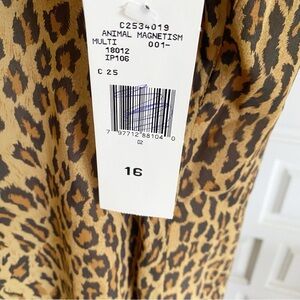 C2534019
ANIMAL MAGNETISM
MULTI 001-
18012
IP106
C 25
7 97712 88104 0
02
16